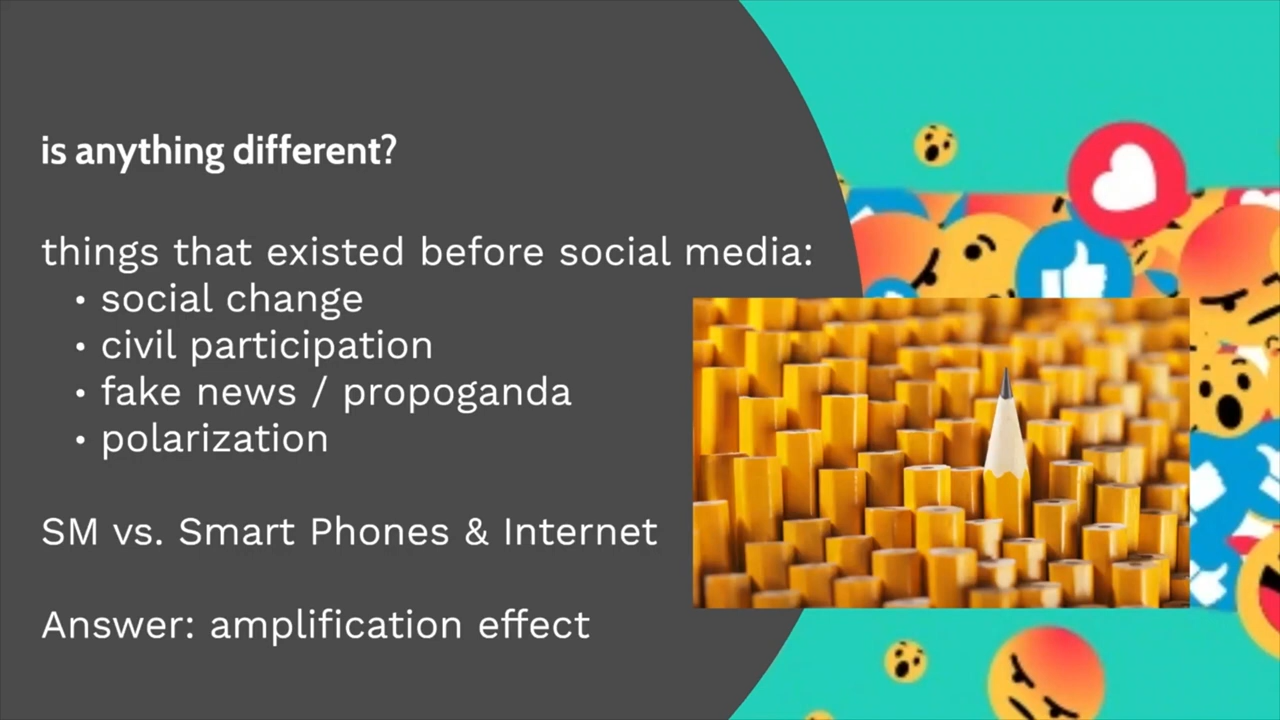 is anything different?
things that existed before social media:
• social change
• civil participation
• fake news / propoganda
• polarization
SM vs. Smart Phones & Internet
Answer: amplification effect